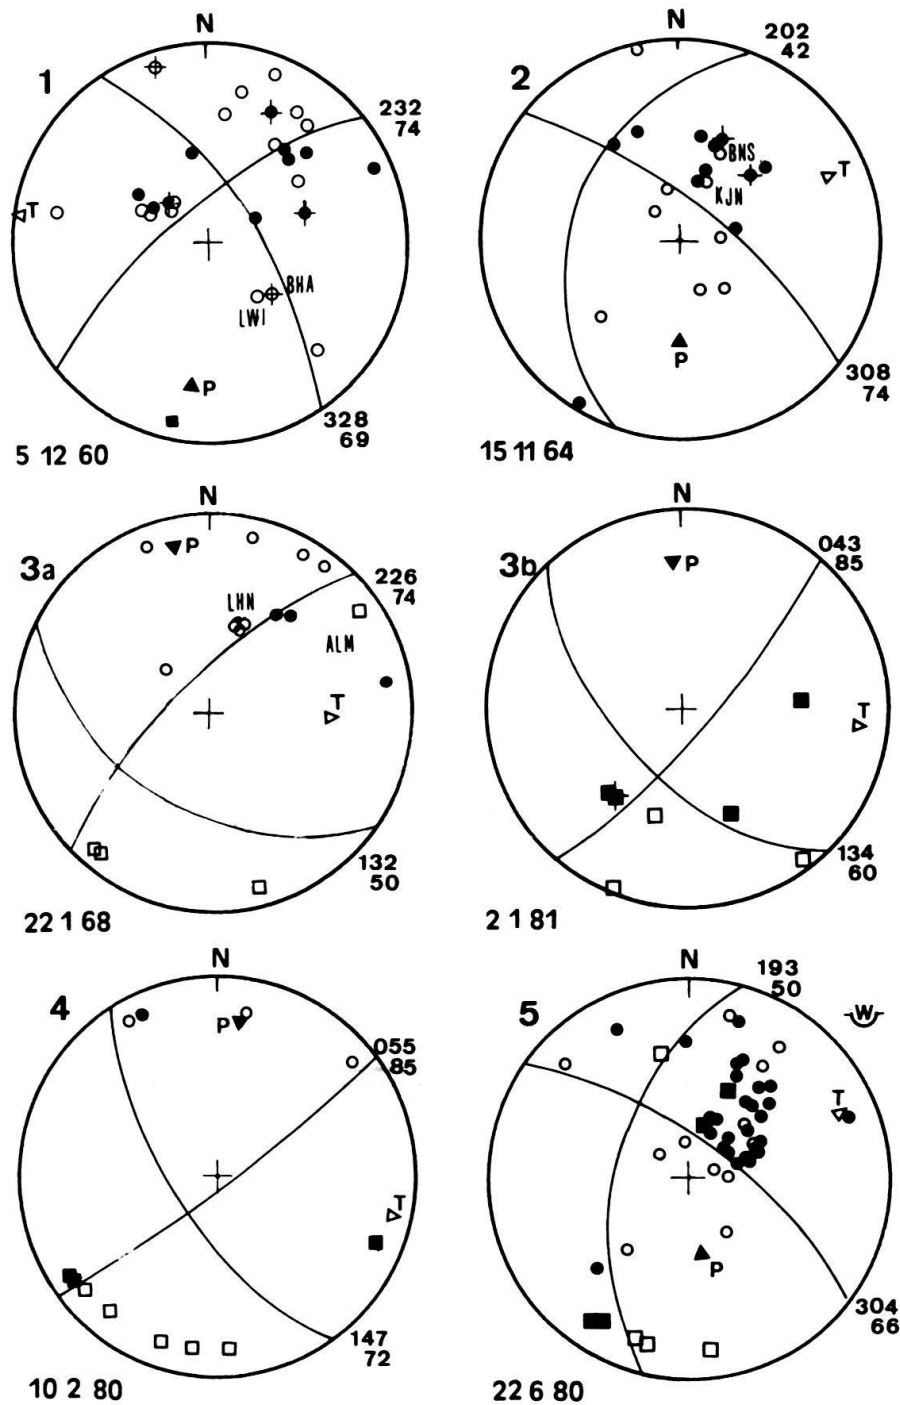 N
1
232
74
T
BHA
LWI
P
328
69
5 12 60
N
2
202
42
BNS
KJN
T
P
308
74
15 11 64
N
3a
P
226
74
LHN
ALM
T
132
50
22 1 68
N
3b
P
043
85
T
134
60
2 1 81
N
4
P
055
85
T
147
72
10 2 80
N
5
193
50
W
T
P
304
66
22 6 80